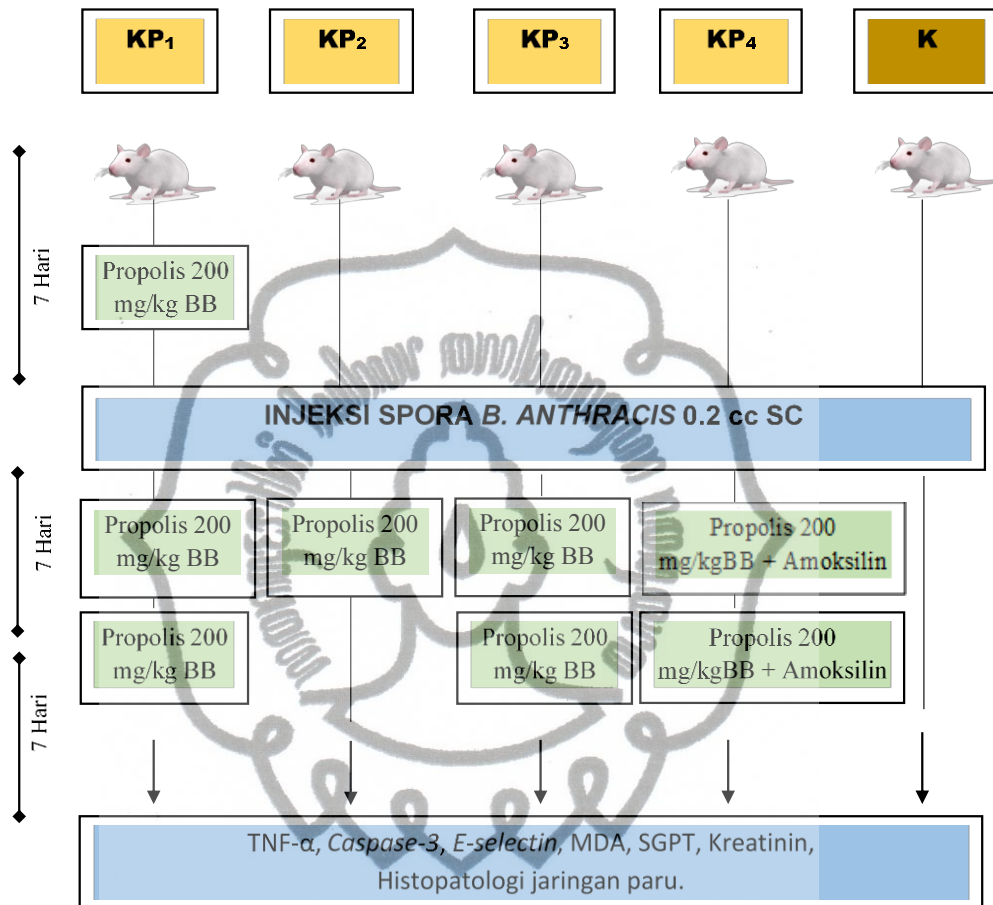 KP₁ KP₂ KP₃ KP₄ K
7 Hari
Propolis 200
mg/kg BB
INJEKSI SPORA B. ANTHRACIS 0.2 cc SC
7 Hari
Propolis 200
mg/kg BB
Propolis 200
mg/kg BB
Propolis 200
mg/kg BB
Propolis 200
mg/kgBB + Amoksilin
7 Hari
Propolis 200
mg/kg BB
Propolis 200
mg/kg BB
Propolis 200
mg/kgBB + Amoksilin
TNF-α, Caspase-3, E-selectin, MDA, SGPT, Kreatinin,
Histopatologi jaringan paru.